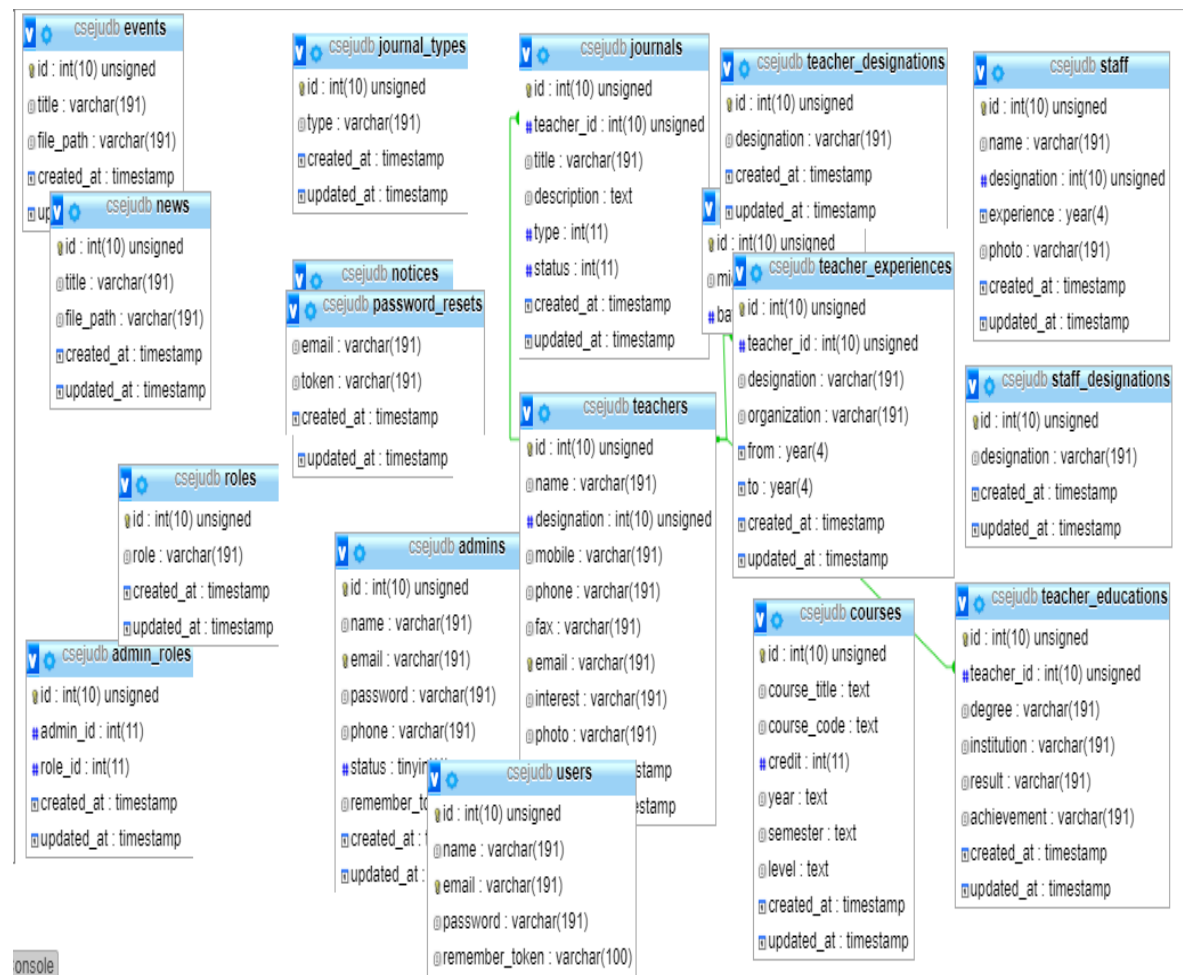 csejudb events
id : int(10) unsigned
title : varchar(191)
file_path : varchar(191)
created_at : timestamp
csejudb news
id : int(10) unsigned
title : varchar(191)
file_path : varchar(191)
created_at : timestamp
updated_at : timestamp
csejudb roles
id : int(10) unsigned
role : varchar(191)
created_at : timestamp
updated_at : timestamp
csejudb admin_roles
id : int(10) unsigned
admin_id : int(11)
role_id : int(11)
created_at : timestamp
updated_at : timestamp
csejudb journal_types
id : int(10) unsigned
type : varchar(191)
created_at : timestamp
updated_at : timestamp
csejudb notices
csejudb password_resets
email : varchar(191)
token : varchar(191)
created_at : timestamp
updated_at : timestamp
csejudb admins
id : int(10) unsigned
name : varchar(191)
email : varchar(191)
password : varchar(191)
phone : varchar(191)
status :
created_at :
updated_at :
csejudb users
id : int(10) unsigned
name : varchar(191)
email : varchar(191)
password : varchar(191)
remember_token : varchar(100)
csejudb journals
id : int(10) unsigned
teacher_id : int(10) unsigned
title : varchar(191)
description : text
type : int(11)
status : int(11)
created_at : timestamp
updated_at : timestamp
csejudb teachers
id : int(10) unsigned
name : varchar(191)
designation : int(10) unsigned
mobile : varchar(191)
phone : varchar(191)
fax : varchar(191)
email : varchar(191)
interest : varchar(191)
photo : varchar(191)
csejudb teacher_designations
id : int(10) unsigned
designation : varchar(191)
created_at : timestamp
updated_at : timestamp
id : int(10) unsigned
csejudb teacher_experiences
id : int(10) unsigned
teacher_id : int(10) unsigned
designation : varchar(191)
organization : varchar(191)
from : year(4)
to : year(4)
created_at : timestamp
updated_at : timestamp
csejudb courses
id : int(10) unsigned
course_title : text
course_code : text
credit : int(11)
year : text
semester : text
level : text
created_at : timestamp
updated_at : timestamp
csejudb staff
id : int(10) unsigned
name : varchar(191)
designation : int(10) unsigned
experience : year(4)
photo : varchar(191)
created_at : timestamp
updated_at : timestamp
csejudb staff_designations
id : int(10) unsigned
designation : varchar(191)
created_at : timestamp
updated_at : timestamp
csejudb teacher_educations
id : int(10) unsigned
teacher_id : int(10) unsigned
degree : varchar(191)
institution : varchar(191)
result : varchar(191)
achievement : varchar(191)
created_at : timestamp
updated_at : timestamp
onsole